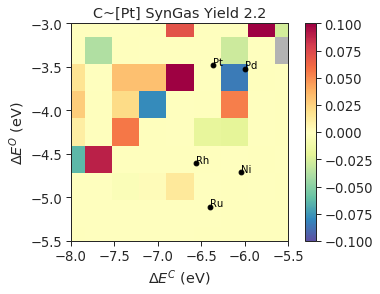 C~[Pt] SynGas Yield 2.2
−3.0
−3.5
−4.0
−4.5
−5.0
−5.5
ΔE^O (eV)
Pt
Pd
Rh
Ni
Ru
−8.0 −7.5 −7.0 −6.5 −6.0 −5.5
ΔE^C (eV)
0.100
0.075
0.050
0.025
0.000
−0.025
−0.050
−0.075
−0.100